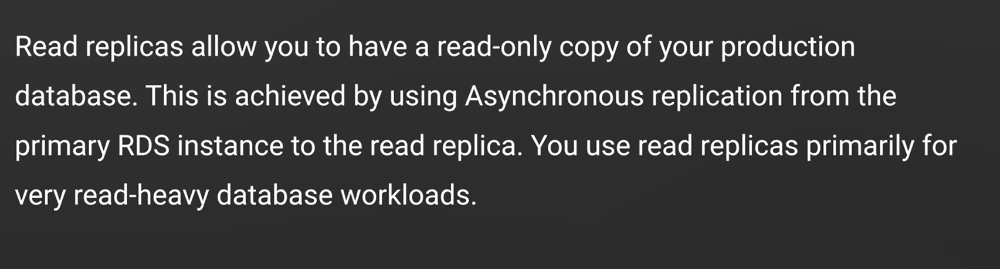 Read replicas allow you to have a read-only copy of your production
database. This is achieved by using Asynchronous replication from the
primary RDS instance to the read replica. You use read replicas primarily for
very read-heavy database workloads.